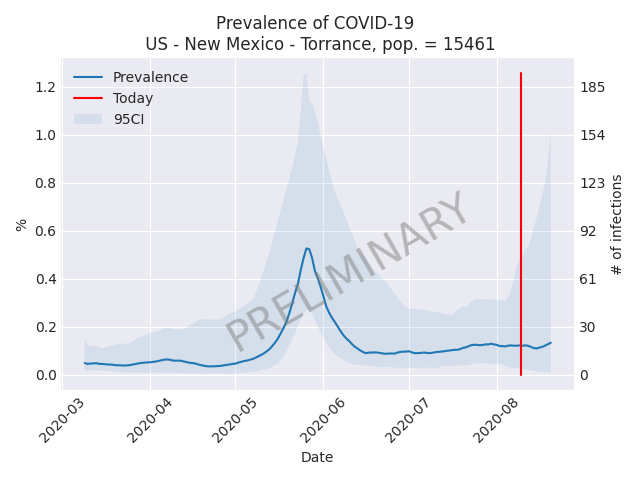 Prevalence of COVID-19
US - New Mexico - Torrance, pop. = 15461
Prevalence
Today
95CI
PRELIMINARY
1.2
1.0
0.8
0.6
0.4
0.2
0.0
%
185
154
123
92
61
30
0
# of infections
2020-03
2020-04
2020-05
2020-06
2020-07
2020-08
Date